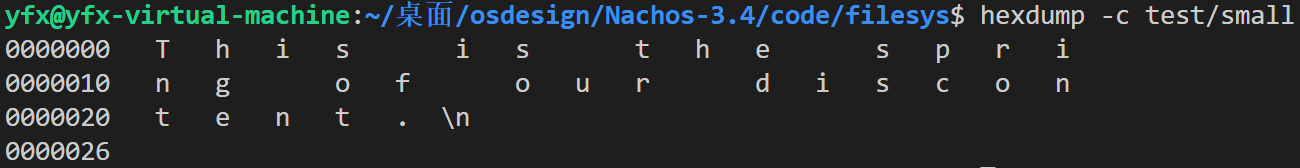 yfx@yfx-virtual-machine:~/桌面/osdesign/Nachos-3.4/code/filesys$ hexdump -c test/small
0000000   T   h   i   s       i   s       t   h   e       s   p   r   i
0000010   n   g       o   f       o   u   r       d   i   s   c   o   n
0000020   t   e   n   t   .  \n
0000026